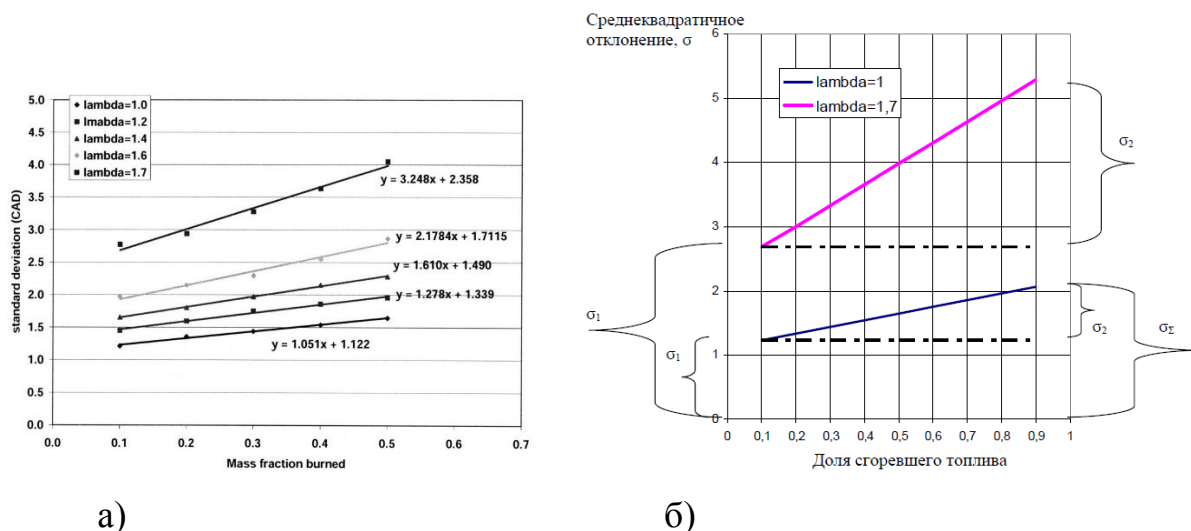 5.0
4.5
4.0
3.5
3.0
2.5
2.0
1.5
1.0
0.5
0.0
standard deviation (CAD)
lambda=1.0
lmabda=1.2
lambda=1.4
lambda=1.6
lambda=1.7
y = 3.248x + 2.358
y = 2.1784x + 1.7115
y = 1.610x + 1.490
y = 1.278x + 1.339
y = 1.051x + 1.122
0.0 0.1 0.2 0.3 0.4 0.5 0.6 0.7
Mass fraction burned
а)
Среднеквадратичное
отклонение, σ
6
5
4
3
2
1
0
lambda=1
lambda=1,7
σ2
σ1
σ1
σ2
σΣ
0 0,1 0,2 0,3 0,4 0,5 0,6 0,7 0,8 0,9 1
Доля сгоревшего топлива
б)